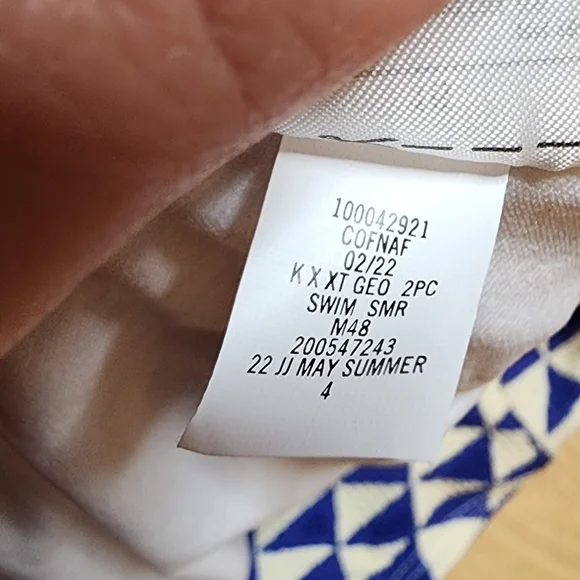 100042921
COFNAF
02/22
K X XT GEO 2PC
SWIM SMR
M48
200547243
22 JJ MAY SUMMER
4